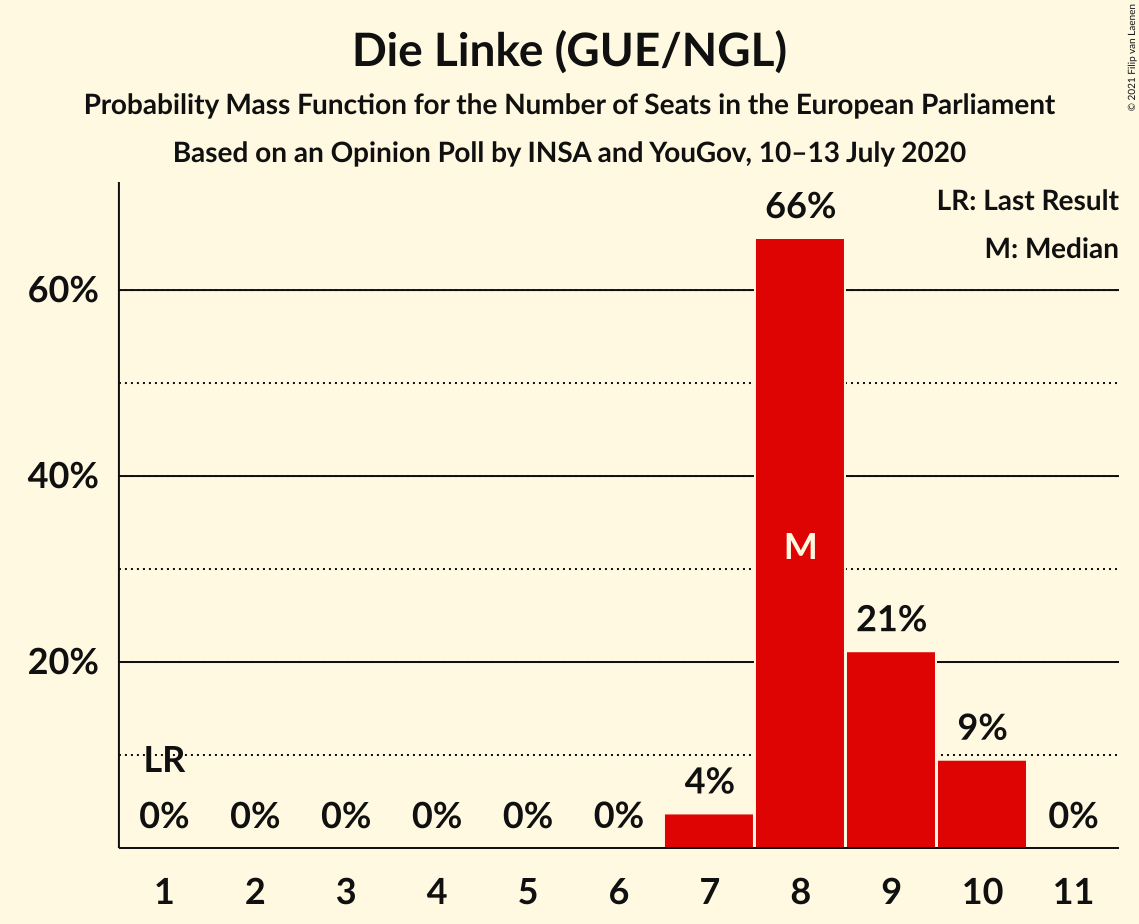 Die Linke (GUE/NGL)
Probability Mass Function for the Number of Seats in the European Parliament
Based on an Opinion Poll by INSA and YouGov, 10–13 July 2020
© 2021 Filip van Laenen
LR: Last Result
M: Median
66%
60%
40%
M
21%
20%
9%
LR
4%
0% 0% 0% 0% 0% 0% 0%
1 2 3 4 5 6 7 8 9 10 11